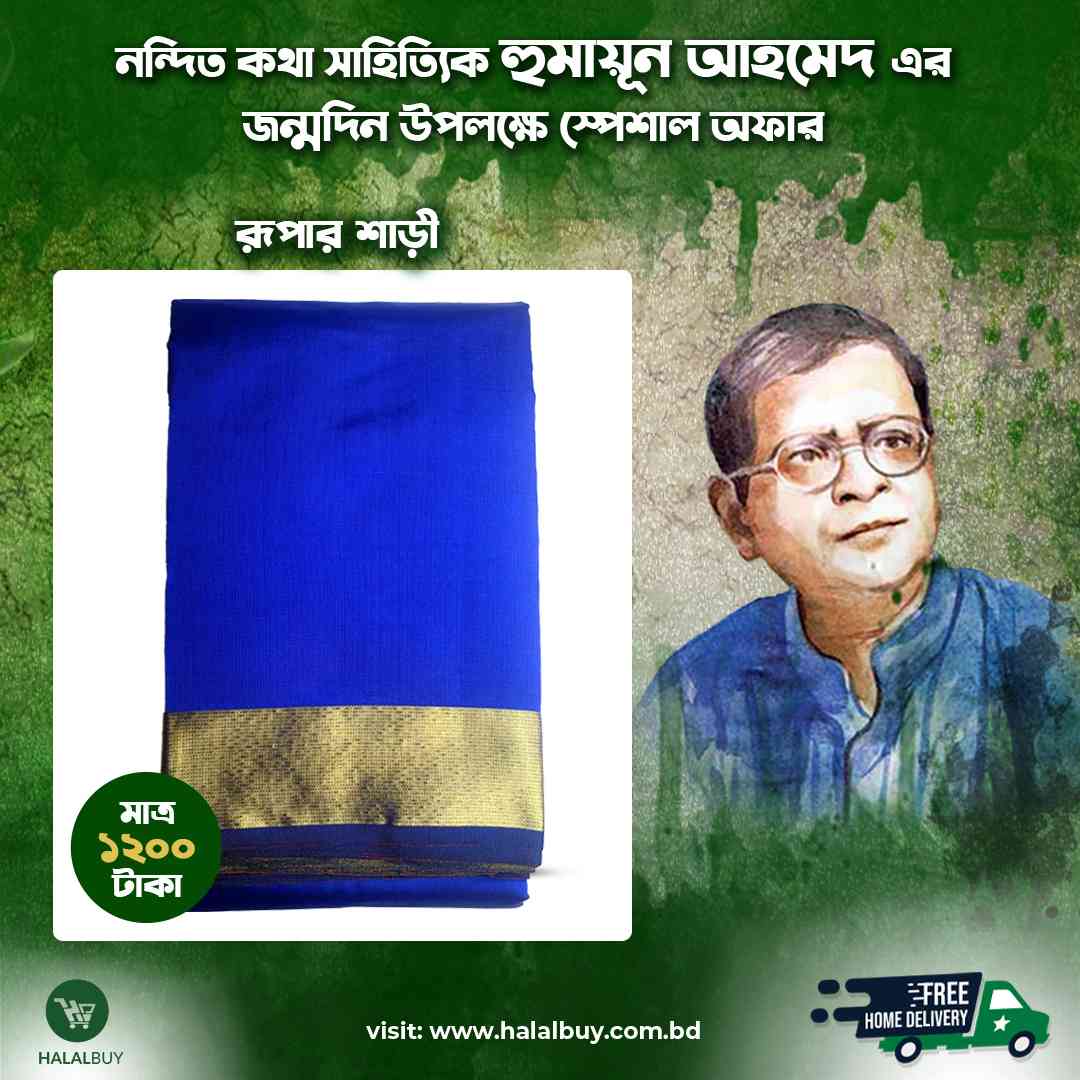 নন্দিত কথা সাহিত্যিক হুমায়ূন আহমেদ এর
জন্মদিন উপলক্ষে স্পেশাল অফার
রূপার শাড়ী
মাত্র
১২০০
টাকা
HALALBUY
visit: www.halalbuy.com.bd
FREE
HOME DELIVERY